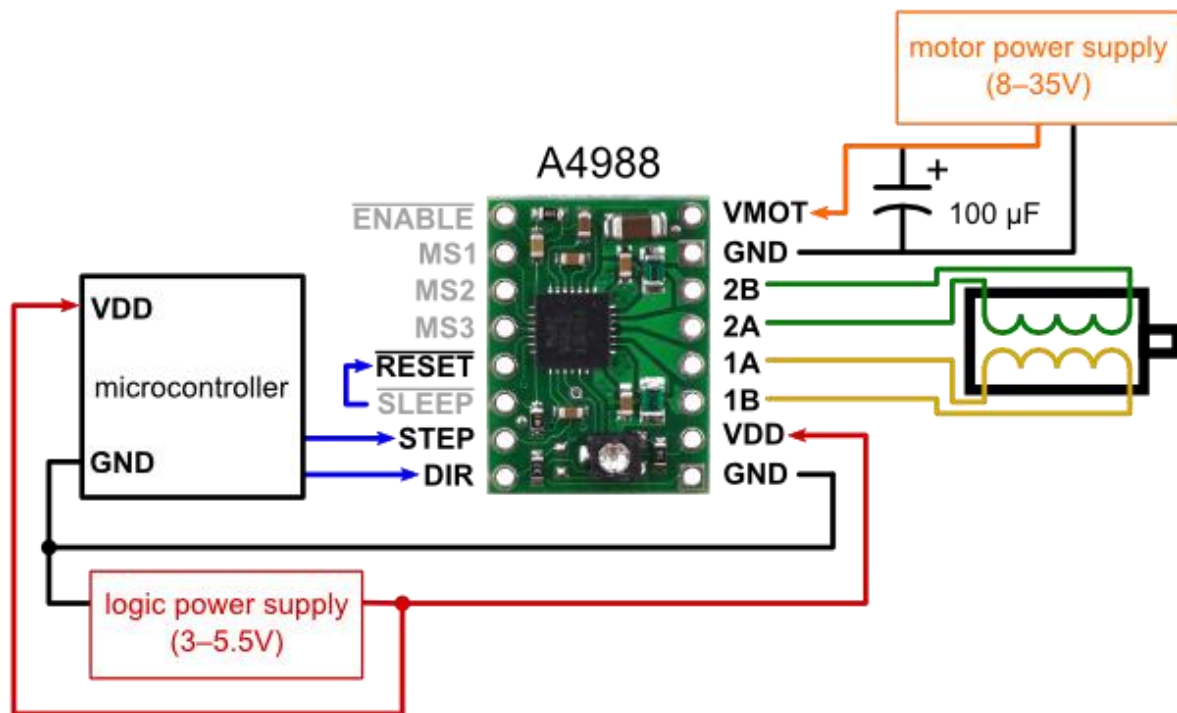 motor power supply
(8–35V)
A4988
ENABLE
MS1
MS2
MS3
RESET
SLEEP
STEP
DIR
VMOT
GND
2B
2A
1A
1B
VDD
GND
+
100 µF
VDD
microcontroller
GND
logic power supply
(3–5.5V)